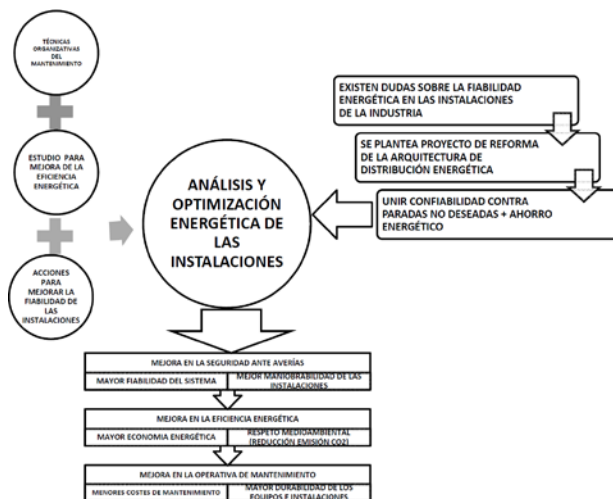 TÉCNICAS
ORGANIZATIVAS
DEL
MANTENIMIENTO
ESTUDIO PARA
MEJORA DE LA
EFICIENCIA
ENERGÉTICA
ACCIONES
PARA
MEJORAR LA
FIABILIDAD DE
LAS
INSTALACIONES
ANÁLISIS Y
OPTIMIZACIÓN
ENERGÉTICA DE
LAS
INSTALACIONES
EXISTEN DUDAS SOBRE LA FIABILIDAD
ENERGÉTICA EN LAS INSTALACIONES
DE LA INDUSTRIA
SE PLANTEA PROYECTO DE REFORMA
DE LA ARQUITECTURA DE
DISTRIBUCIÓN ENERGÉTICA
UNIR CONFIABILIDAD CONTRA
PARADAS NO DESEADAS + AHORRO
ENERGÉTICO
MEJORA EN LA SEGURIDAD ANTE AVERÍAS
MAYOR FIABILIDAD DEL SISTEMA
MEJOR MANIOBRABILIDAD DE LAS
INSTALACIONES
MEJORA EN LA EFICIENCIA ENERGÉTICA
MAYOR ECONOMIA ENERGÉTICA
RESPETO MEDIOAMBIENTAL
(REDUCCIÓN EMISIÓN CO2)
MEJORA EN LA OPERATIVA DE MANTENIMIENTO
MENORES COSTES DE MANTENIMIENTO
MAYOR DURABILIDAD DE LOS
EQUIPOS E INSTALACIONES